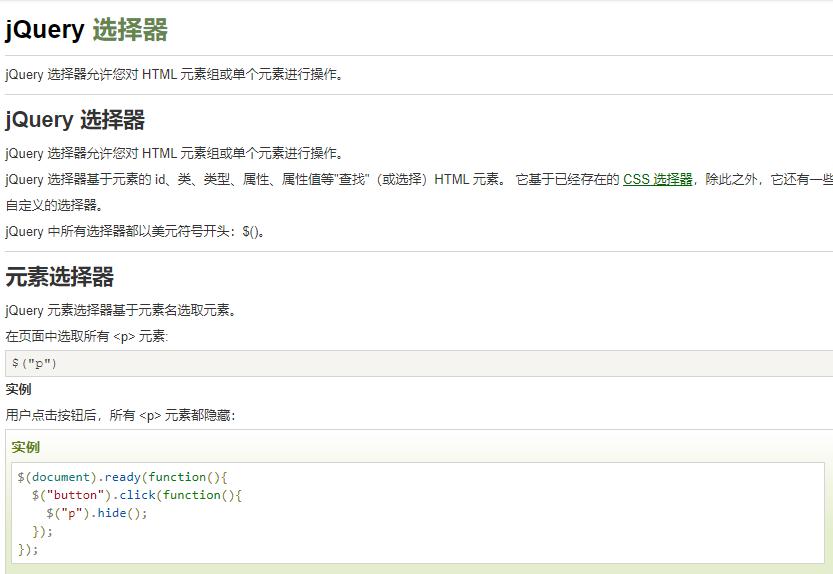 jQuery 选择器
jQuery 选择器允许您对 HTML 元素组或单个元素进行操作。
jQuery 选择器
jQuery 选择器允许您对 HTML 元素组或单个元素进行操作。
jQuery 选择器基于元素的 id、类、类型、属性、属性值等"查找"（或选择）HTML 元素。 它基于已经存在的 CSS 选择器，除此之外，它还有一些
自定义的选择器。
jQuery 中所有选择器都以美元符号开头：$()。
元素选择器
jQuery 元素选择器基于元素名选取元素。
在页面中选取所有 <p> 元素:
$("p")
实例
用户点击按钮后，所有 <p> 元素都隐藏：
实例
$(document).ready(function(){
  $("button").click(function(){
    $("p").hide();
  });
});